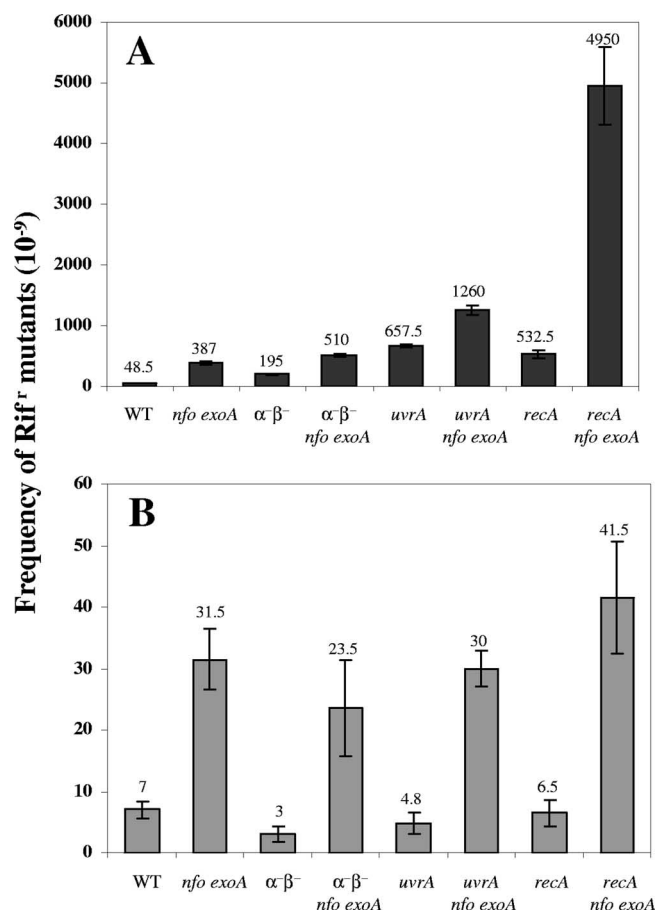 Frequency of Rifʳ mutants (10⁻⁹)
A
6000
5000
4000
3000
2000
1000
0
48.5
387
195
510
657.5
1260
532.5
4950
WT
nfo exoA
α⁻β⁻
α⁻β⁻
nfo exoA
uvrA
uvrA
nfo exoA
recA
recA
nfo exoA
B
60
50
40
30
20
10
0
7
31.5
3
23.5
4.8
30
6.5
41.5
WT
nfo exoA
α⁻β⁻
α⁻β⁻
nfo exoA
uvrA
uvrA
nfo exoA
recA
recA
nfo exoA